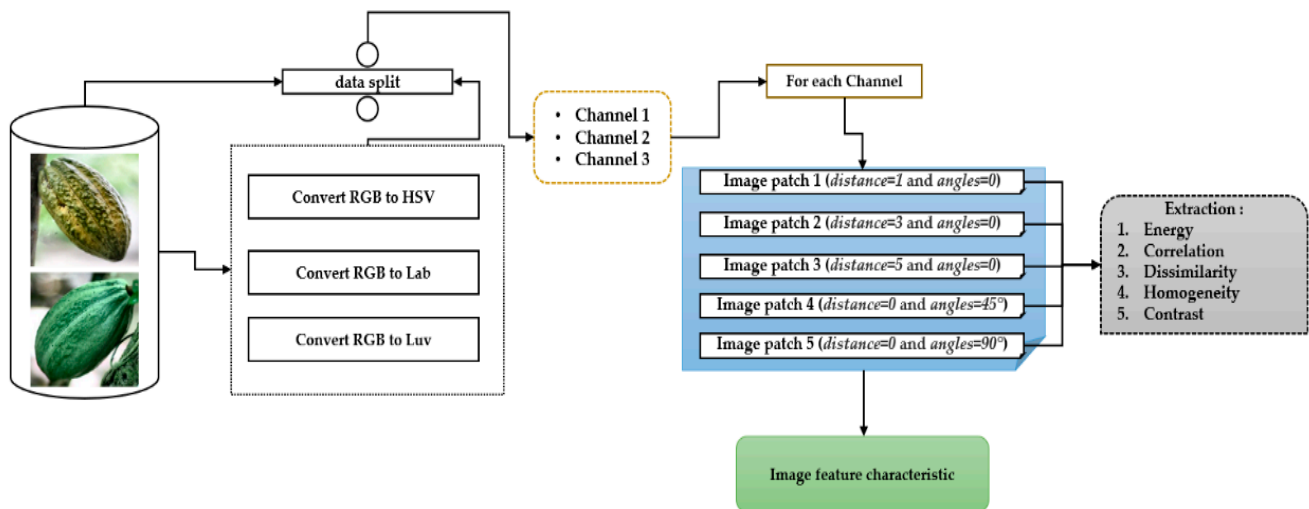 data split
Convert RGB to HSV
Convert RGB to Lab
Convert RGB to Luv
• Channel 1
• Channel 2
• Channel 3
For each Channel
Image patch 1 (distance=1 and angles=0)
Image patch 2 (distance=3 and angles=0)
Image patch 3 (distance=5 and angles=0)
Image patch 4 (distance=0 and angles=45°)
Image patch 5 (distance=0 and angles=90°)
Extraction :
1. Energy
2. Correlation
3. Dissimilarity
4. Homogeneity
5. Contrast
Image feature characteristic